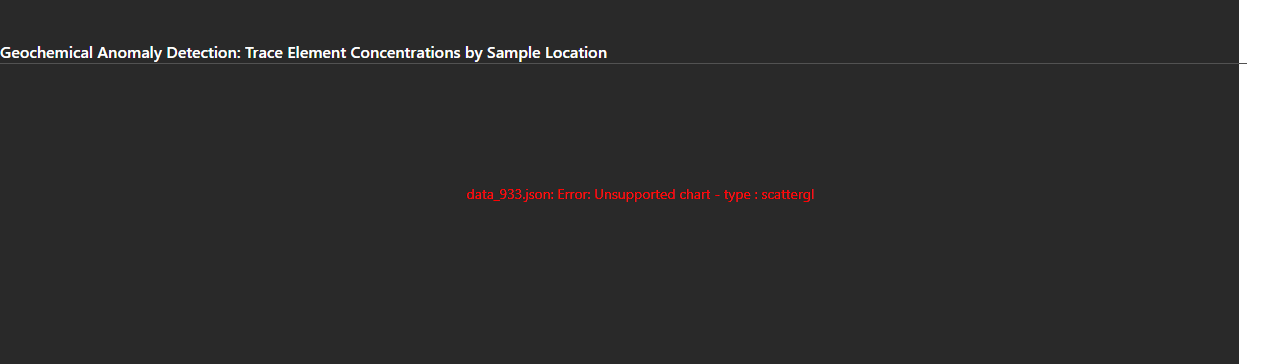 Geochemical Anomaly Detection: Trace Element Concentrations by Sample Location
data_933.json: Error: Unsupported chart - type : scattergl